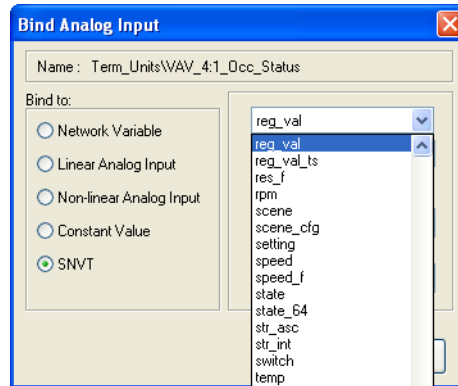 Bind Analog Input
Name : Term_Units\VAV_4:1_Occ_Status
Bind to:
Network Variable
Linear Analog Input
Non-linear Analog Input
Constant Value
SNVT
reg_val
reg_val
reg_val_ts
res_f
rpm
scene
scene_cfg
setting
speed
speed_f
state
state_64
str_asc
str_int
switch
temp